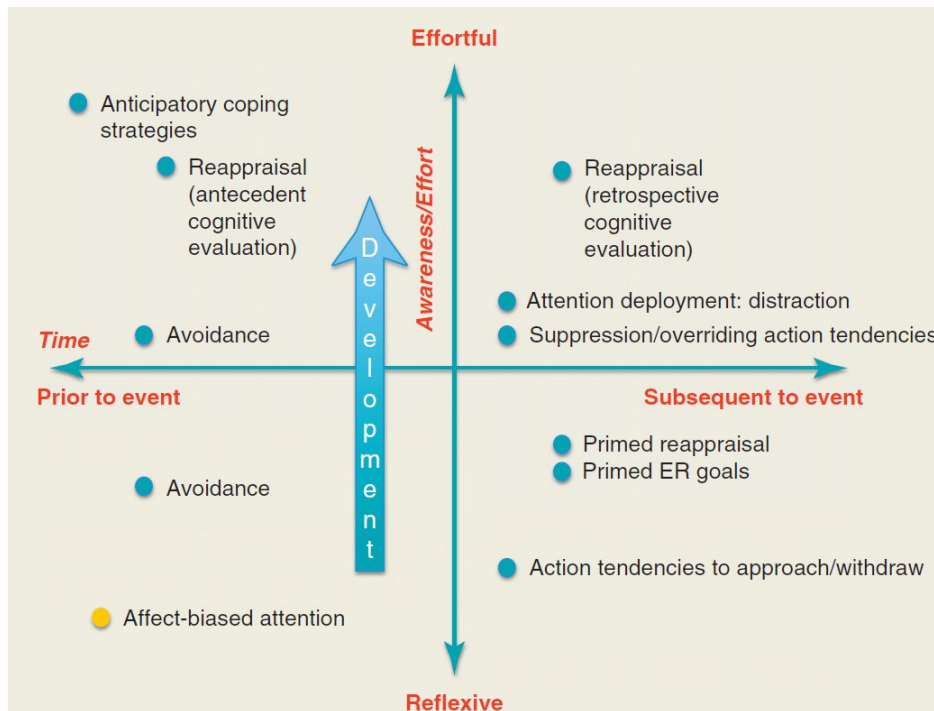 Effortful
Anticipatory coping
strategies
Reappraisal
(antecedent
cognitive
evaluation)
Awareness/Effort
Reappraisal
(retrospective
cognitive
evaluation)
Development
Attention deployment: distraction
Time
Avoidance
Suppression/overriding action tendencies
Prior to event
Subsequent to event
Primed reappraisal
Primed ER goals
Avoidance
Action tendencies to approach/withdraw
Affect-biased attention
Reflexive